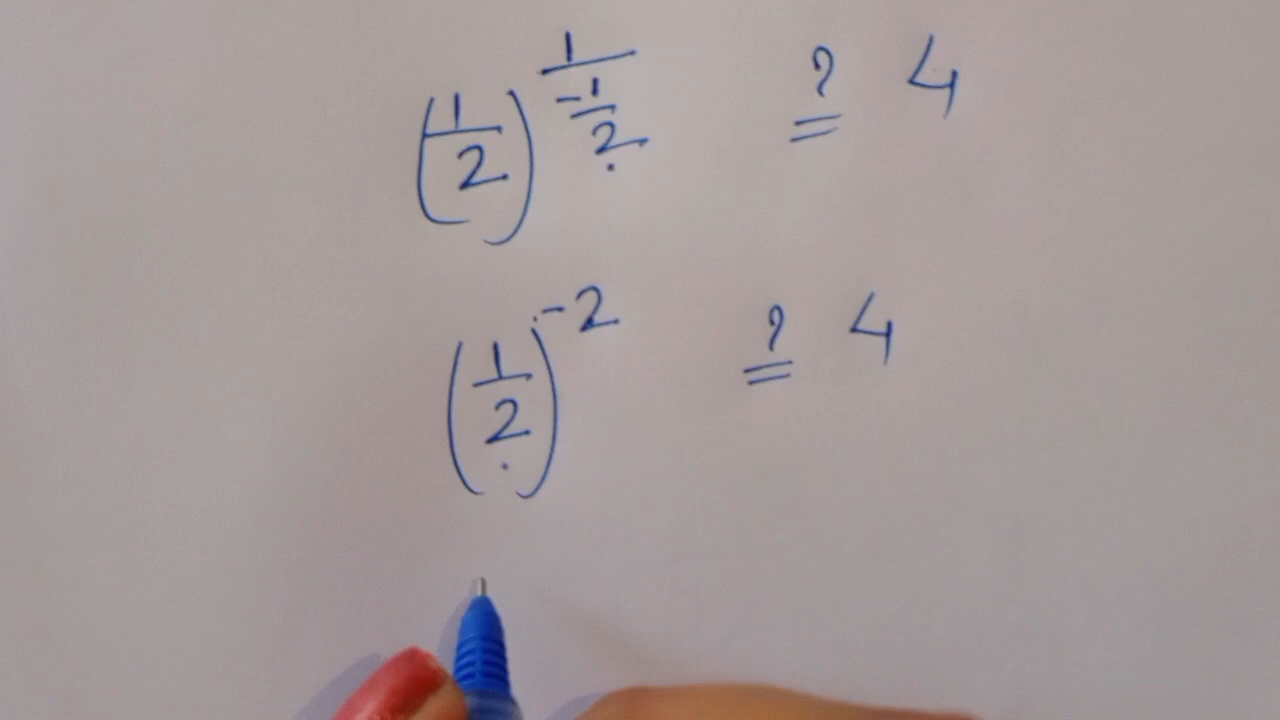 (1/2)^(1/(-1/2)) ≟ 4
(1/2)^-2 ≟ 4